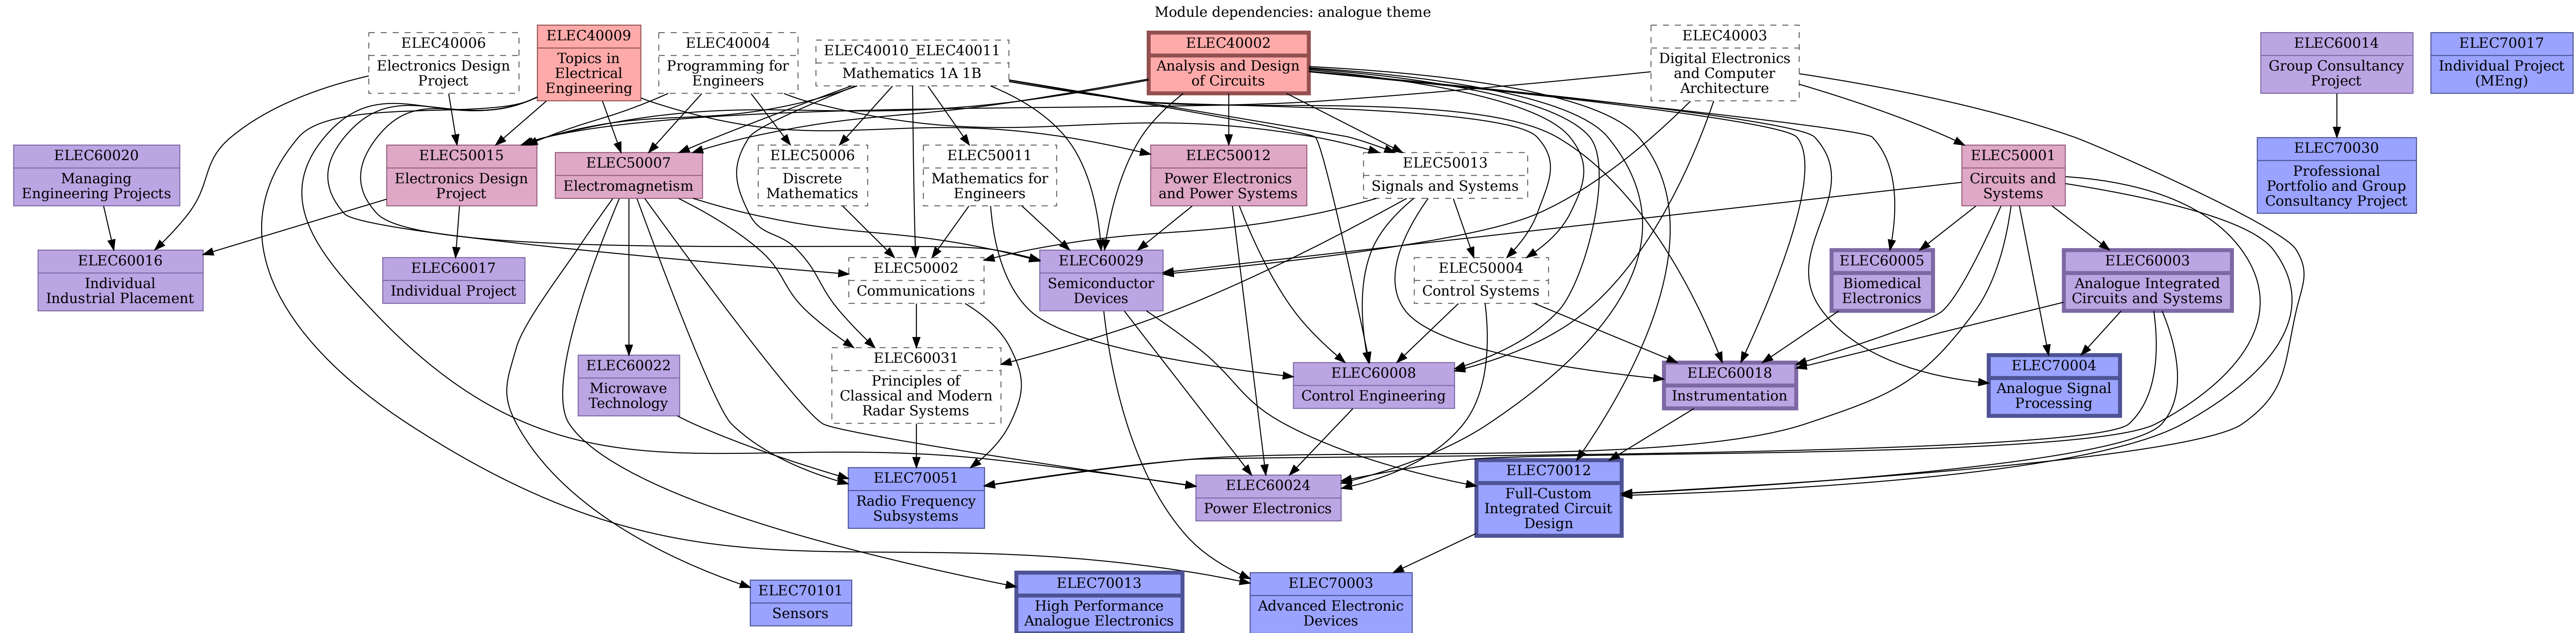 Module dependencies: analogue theme
ELEC40006
Electronics Design
Project
ELEC40009
Topics in
Electrical
Engineering
ELEC40004
Programming for
Engineers
ELEC40010_ELEC40011
Mathematics 1A 1B
ELEC40002
Analysis and Design
of Circuits
ELEC40003
Digital Electronics
and Computer
Architecture
ELEC60014
Group Consultancy
Project
ELEC70017
Individual Project
(MEng)
ELEC60020
Managing
Engineering Projects
ELEC50015
Electronics Design
Project
ELEC50007
Electromagnetism
ELEC50006
Discrete
Mathematics
ELEC50011
Mathematics for
Engineers
ELEC50012
Power Electronics
and Power Systems
ELEC50013
Signals and Systems
ELEC50001
Circuits and
Systems
ELEC70030
Professional
Portfolio and Group
Consultancy Project
ELEC60016
Individual
Industrial Placement
ELEC60017
Individual Project
ELEC50002
Communications
ELEC60029
Semiconductor
Devices
ELEC50004
Control Systems
ELEC60005
Biomedical
Electronics
ELEC60003
Analogue Integrated
Circuits and Systems
ELEC60022
Microwave
Technology
ELEC60031
Principles of
Classical and Modern
Radar Systems
ELEC60008
Control Engineering
ELEC60018
Instrumentation
ELEC70004
Analogue Signal
Processing
ELEC70051
Radio Frequency
Subsystems
ELEC60024
Power Electronics
ELEC70012
Full-Custom
Integrated Circuit
Design
ELEC70101
Sensors
ELEC70013
High Performance
Analogue Electronics
ELEC70003
Advanced Electronic
Devices